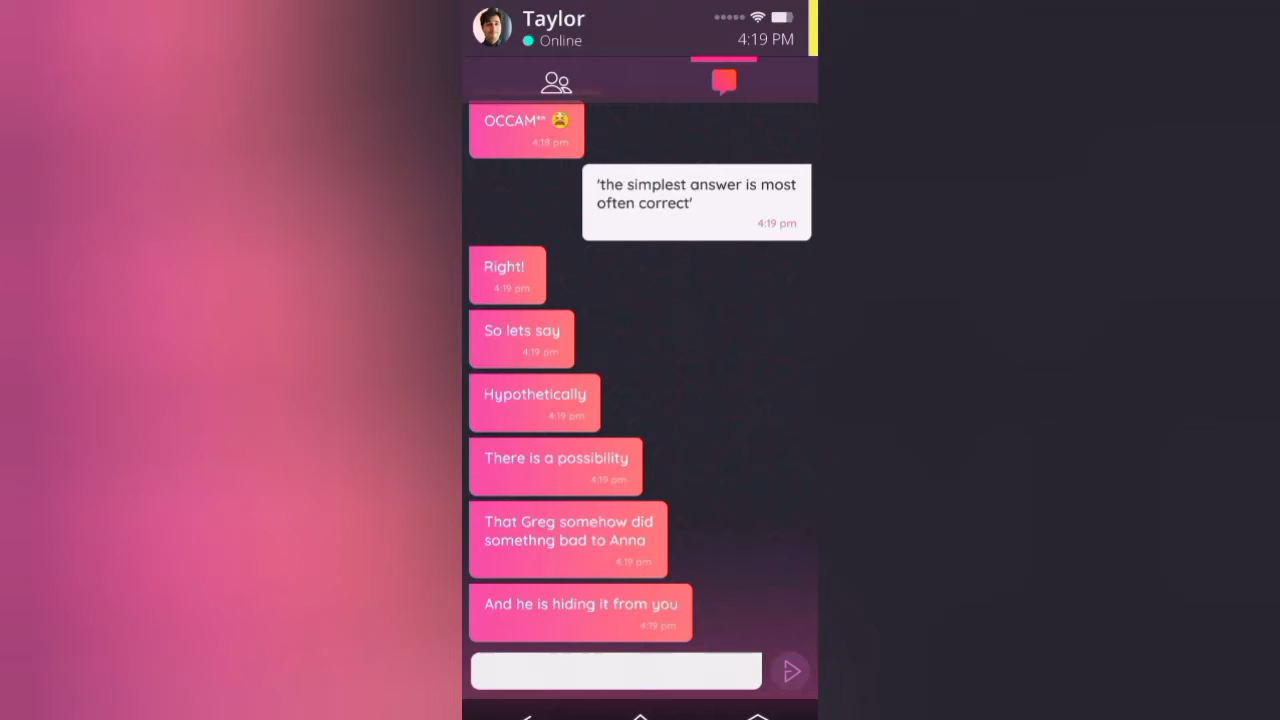 Taylor
Online
4:19 PM
OCCAM**
4:18 pm
'the simplest answer is most
often correct'
4:19 pm
Right!
4:19 pm
So lets say
4:19 pm
Hypothetically
4:19 pm
There is a possibility
4:19 pm
That Greg somehow did
somethng bad to Anna
4:19 pm
And he is hiding it from you
4:19 pm